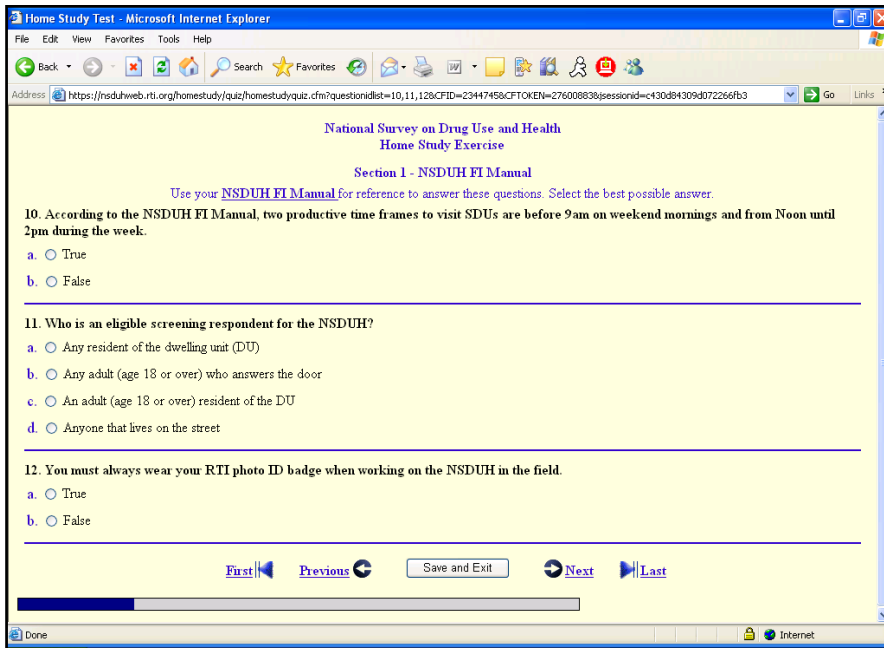 Home Study Test - Microsoft Internet Explorer
File Edit View Favorites Tools Help
Back Search Favorites
Address https://nsduhweb.rti.org/homestudy/quiz/homestudyquiz.cfm?questionidlist=10,11,12&CFID=2344745&CFTOKEN=27600883&jsessionid=c430d84309d072266fb3 Go Links
National Survey on Drug Use and Health
Home Study Exercise
Section 1 - NSDUH FI Manual
Use your NSDUH FI Manual for reference to answer these questions. Select the best possible answer.
10. According to the NSDUH FI Manual, two productive time frames to visit SDUs are before 9am on weekend mornings and from Noon until
2pm during the week.
a. True
b. False
11. Who is an eligible screening respondent for the NSDUH?
a. Any resident of the dwelling unit (DU)
b. Any adult (age 18 or over) who answers the door
c. An adult (age 18 or over) resident of the DU
d. Anyone that lives on the street
12. You must always wear your RTI photo ID badge when working on the NSDUH in the field.
a. True
b. False
First Previous Save and Exit Next Last
Done Internet